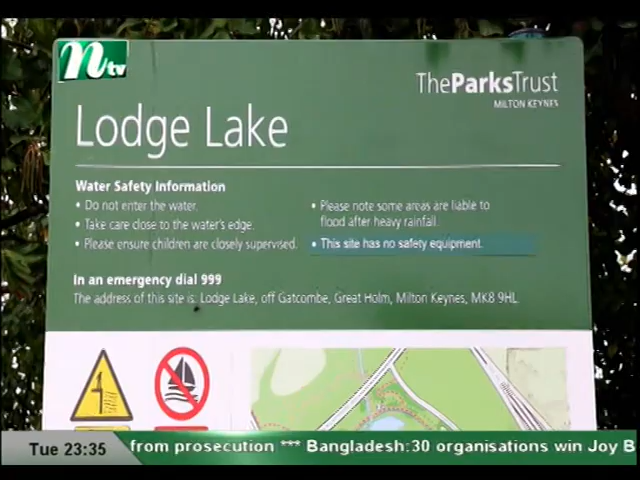 ntv
TheParksTrust
MILTON KEYNES
Lodge Lake
Water Safety Information
• Do not enter the water.
• Take care close to the water's edge.
• Please ensure children are closely supervised.
• Please note some areas are liable to
flood after heavy rainfall.
• This site has no safety equipment.
In an emergency dial 999
The address of this site is: Lodge Lake, off Gatcombe, Great Holm, Milton Keynes, MK8 9HL
Tue 23:35
from prosecution *** Bangladesh:30 organisations win Joy B